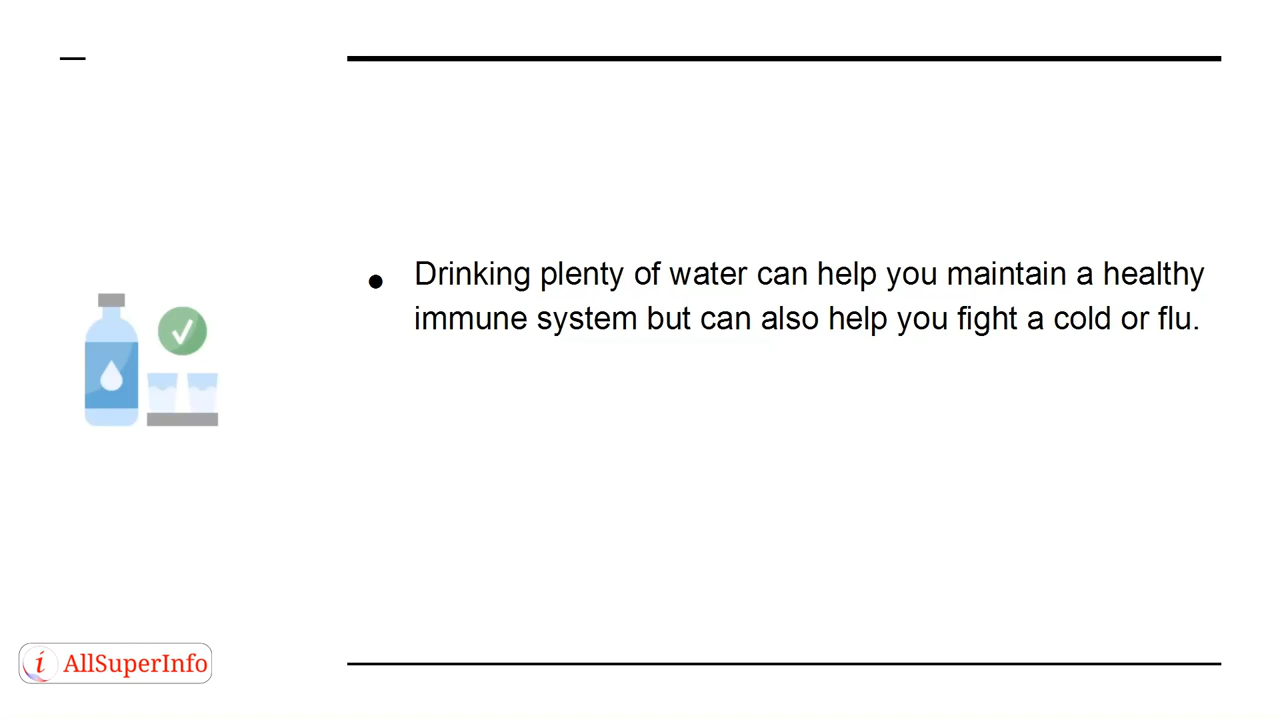 ● Drinking plenty of water can help you maintain a healthy
immune system but can also help you fight a cold or flu.
i AllSuperInfo